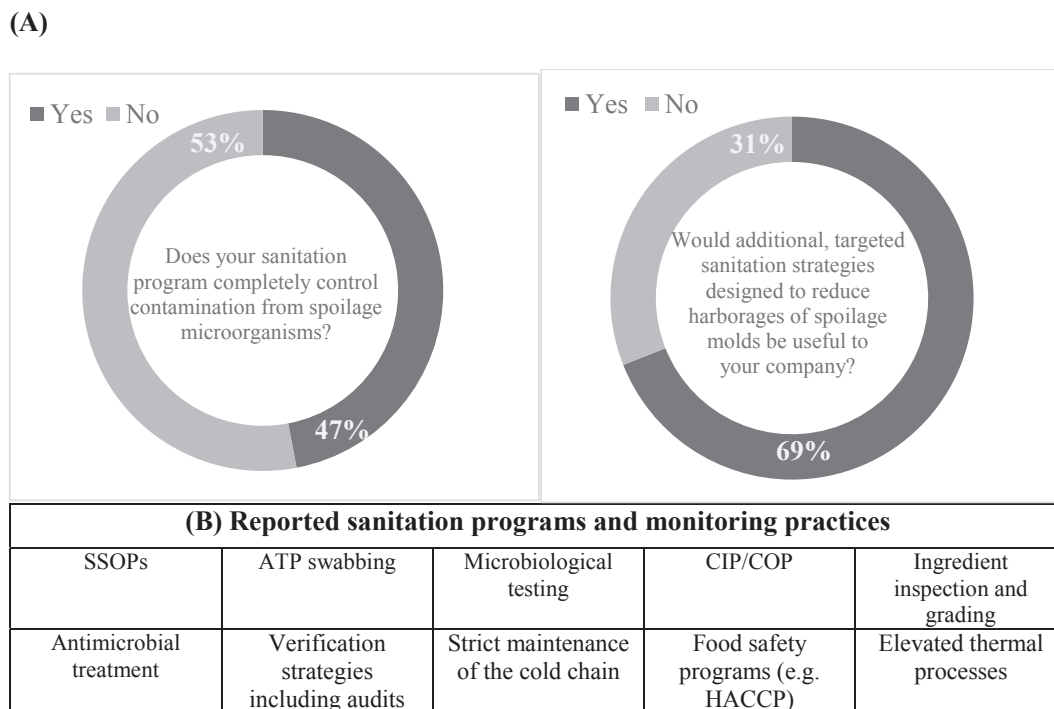 (A)
Yes No
53%
Does your sanitation
program completely control
contamination from spoilage
microorganisms?
47%
Yes No
31%
Would additional, targeted
sanitation strategies
designed to reduce
harborages of spoilage
molds be useful to
your company?
69%
(B) Reported sanitation programs and monitoring practices
SSOPs
ATP swabbing
Microbiological
testing
CIP/COP
Ingredient
inspection and
grading
Antimicrobial
treatment
Verification
strategies
including audits
Strict maintenance
of the cold chain
Food safety
programs (e.g.
HACCP)
Elevated thermal
processes